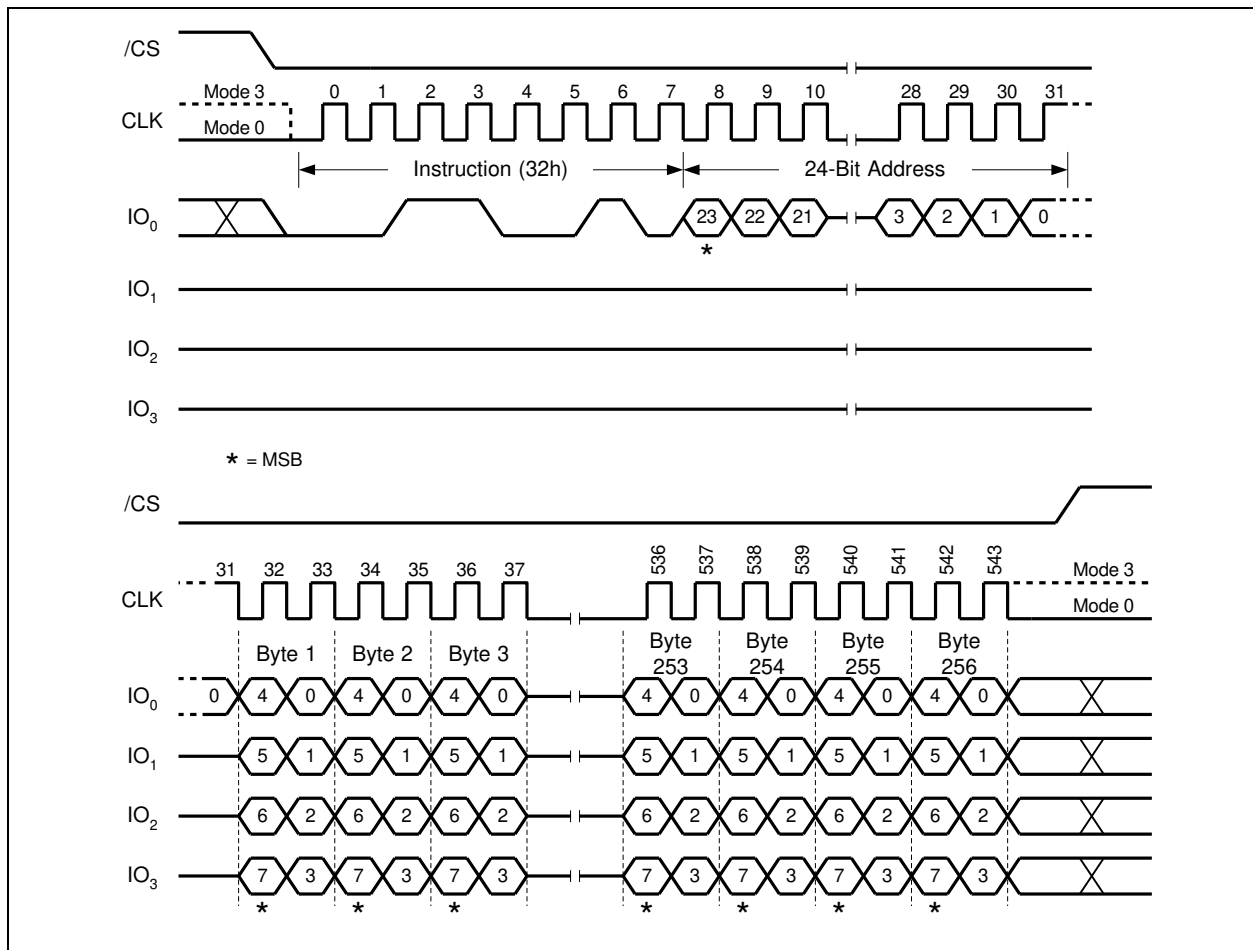 /CS
Mode 3 0 1 2 3 4 5 6 7 8 9 10 28 29 30 31
CLK
Mode 0
Instruction (32h) 24-Bit Address
IO0 23 22 21 3 2 1 0
*
IO1
IO2
IO3
* = MSB
/CS
31 32 33 34 35 36 37 536 537 538 539 540 541 542 543 Mode 3
CLK
Mode 0
Byte 1 Byte 2 Byte 3 Byte 253 Byte 254 Byte 255 Byte 256
IO0 0 4 0 4 0 4 0 4 0 4 0 4 0 4 0
IO1 5 1 5 1 5 1 5 1 5 1 5 1 5 1
IO2 6 2 6 2 6 2 6 2 6 2 6 2 6 2
IO3 7 3 7 3 7 3 7 3 7 3 7 3 7 3
* * * * * * *